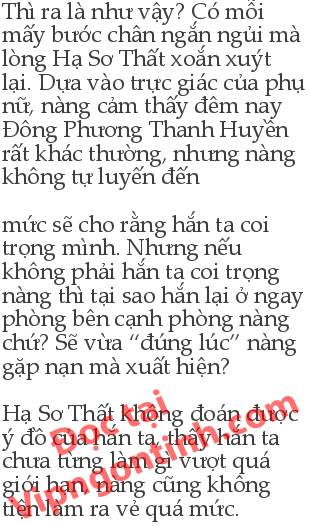 Thì ra là như vậy? Có mỗi
mấy bước chân ngắn ngủi mà
lòng Hạ Sơ Thất xoắn xuýt
lại. Dựa vào trực giác của phụ
nữ, nàng cảm thấy đêm nay
Đông Phương Thanh Huyền
rất khác thường, nhưng nàng
không tự luyến đến
mức sẽ cho rằng hắn ta coi
trọng mình. Nhưng nếu
không phải hắn ta coi trọng
nàng thì tại sao hắn lại ở ngay
phòng bên cạnh phòng nàng
chứ? Sẽ vừa “đúng lúc” nàng
gặp nạn mà xuất hiện?
Hạ Sơ Thất không đoán được
ý đồ của hắn ta, thấy hắn ta
chưa từng làm gì vượt quá
giới hạn, nàng cũng không
tiện làm ra vẻ quá mức.
Đọc tại
Vipngontinh.com